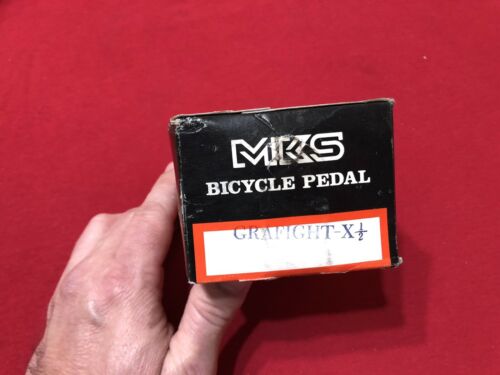 MKS
BICYCLE PEDAL
GRAFIGHT-X½